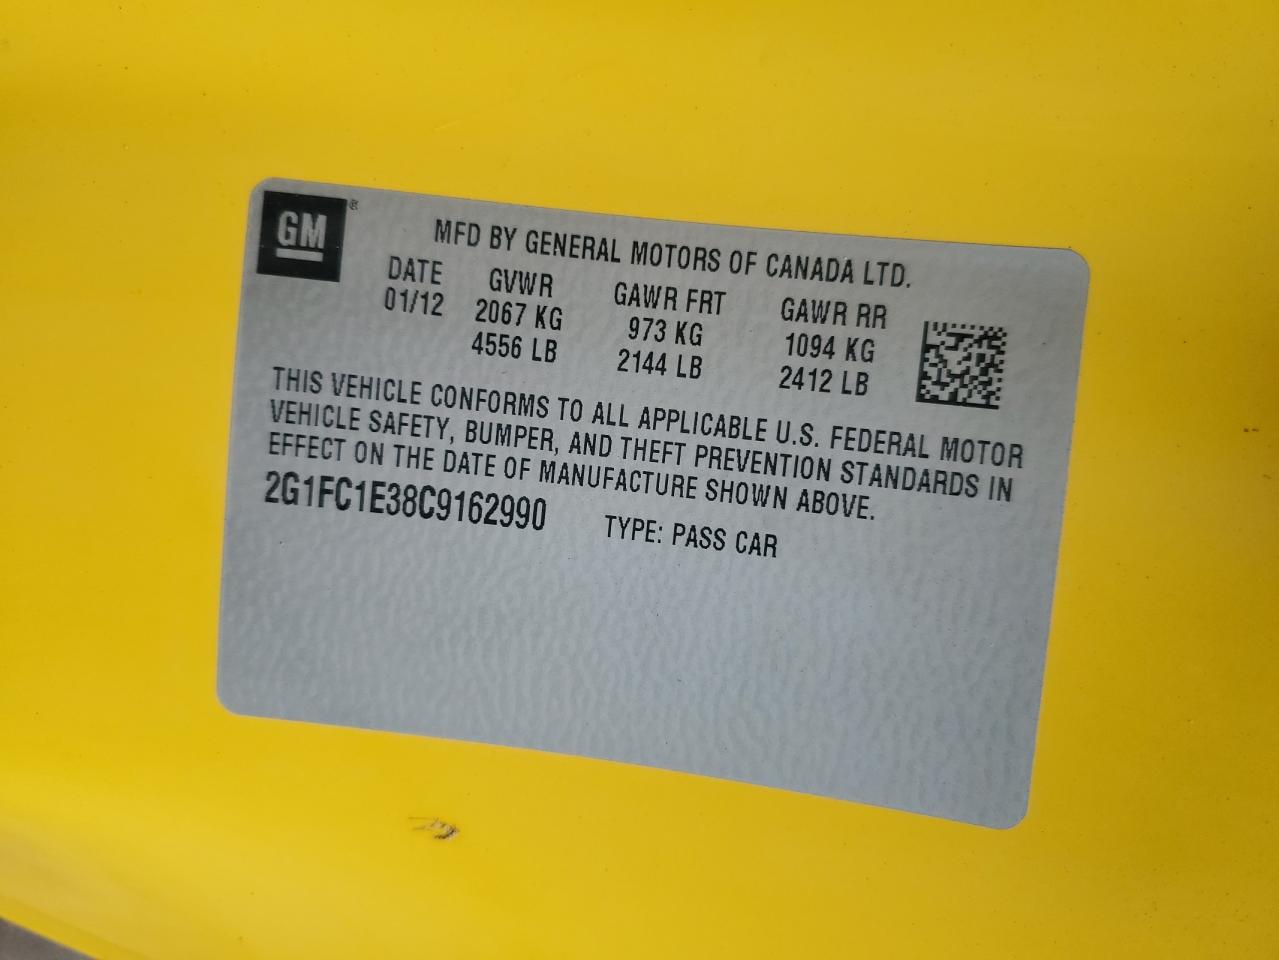 GM®
MFD BY GENERAL MOTORS OF CANADA LTD.
DATE GVWR GAWR FRT GAWR RR
01/12 2067 KG 973 KG 1094 KG
4556 LB 2144 LB 2412 LB
THIS VEHICLE CONFORMS TO ALL APPLICABLE U.S. FEDERAL MOTOR
VEHICLE SAFETY, BUMPER, AND THEFT PREVENTION STANDARDS IN
EFFECT ON THE DATE OF MANUFACTURE SHOWN ABOVE.
2G1FC1E38C9162990 TYPE: PASS CAR